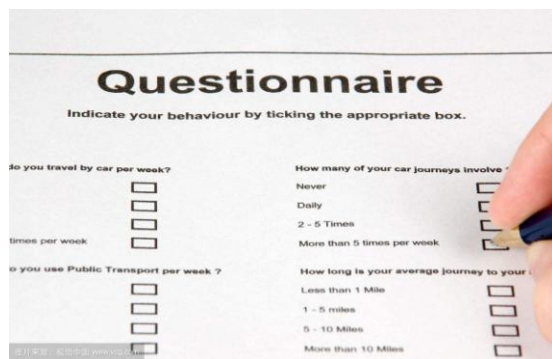 Questionnaire
Indicate your behaviour by ticking the appropriate box.
do you travel by car per week?
times per week
you use Public Transport per week ?
How many of your car journeys involve
Never
Daily
2 - 5 Times
More than 5 times per week
How long is your average journey to your
Less than 1 Mile
1 - 5 miles
5 - 10 Miles
More than 10 Miles